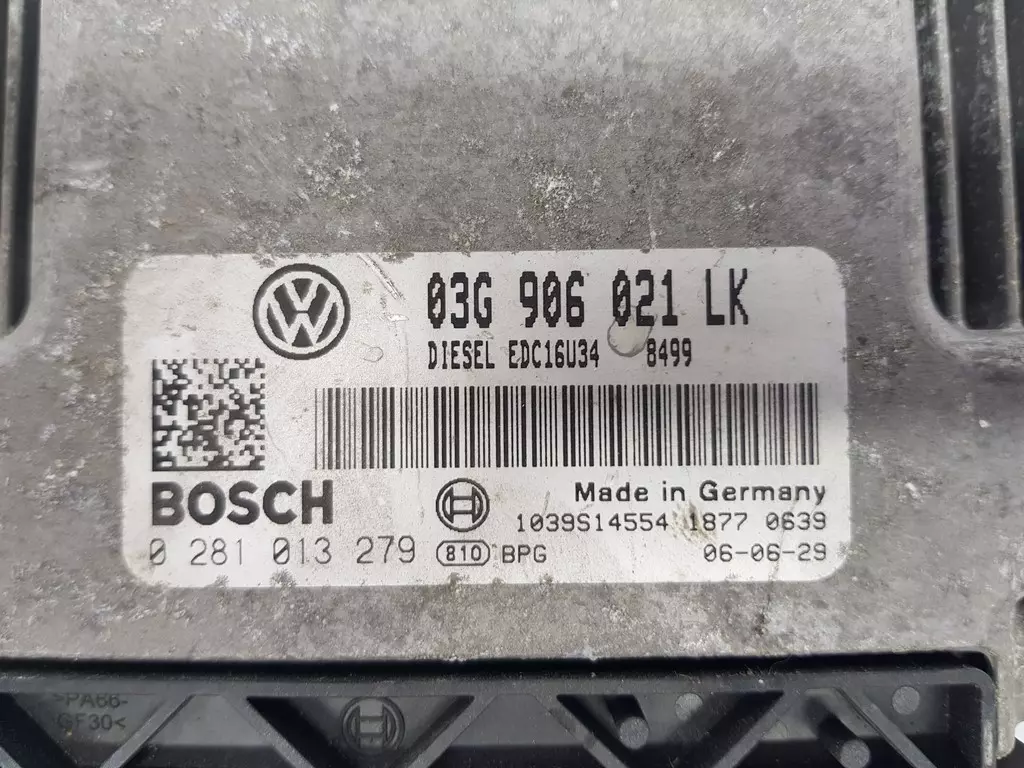 03G 906 021 LK
DIESEL EDC16U34 8499
BOSCH
Made in Germany
1039S14554 1877 0639
0 281 013 279 810 BPG 06-06-29
>PA66-
GF30<